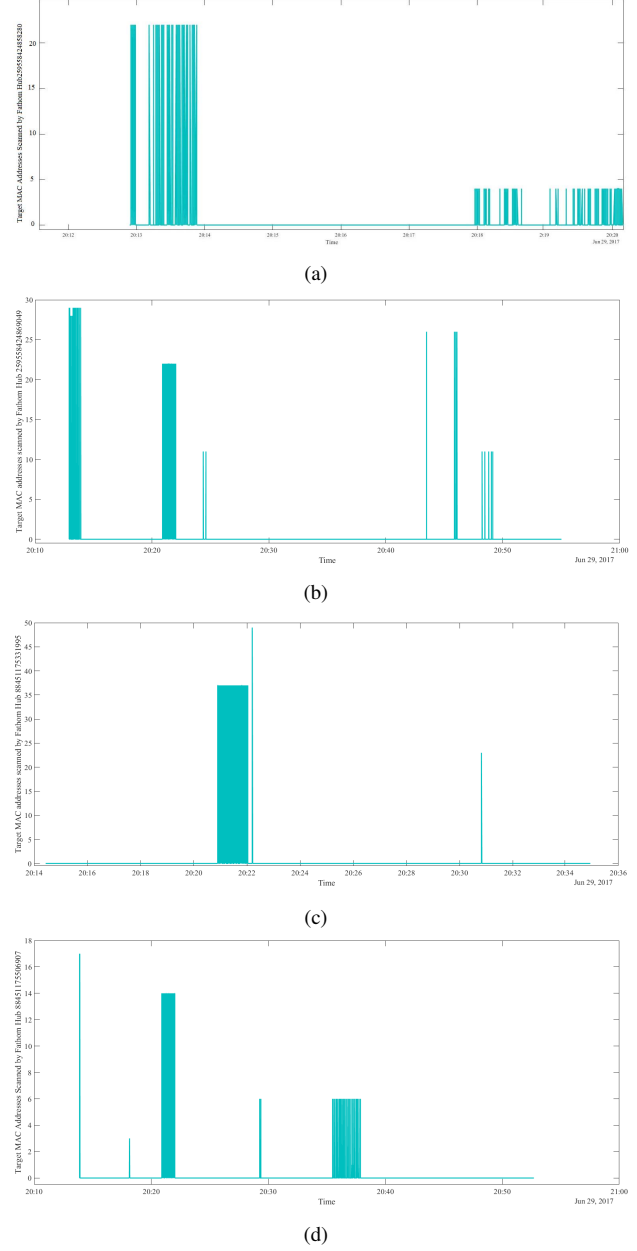 Target MAC Addresses Scanned by Fathom Hub259558424858280
20
15
10
5
0
20:12 20:13 20:14 20:15 20:16 20:17 20:18 20:19 20:20
Time
Jun 29, 2017
(a)
Target MAC addresses scanned by Fathom Hub 259558424869049
30
25
20
15
10
5
0
20:10 20:20 20:30 20:40 20:50 21:00
Time
Jun 29, 2017
(b)
Target MAC addresses scanned by Fathom Hub 88451175331995
50
45
40
35
30
25
20
15
10
5
0
20:14 20:16 20:18 20:20 20:22 20:24 20:26 20:28 20:30 20:32 20:34 20:36
Time
Jun 29, 2017
(c)
Target MAC Addresses Scanned by Fathom Hub 88451175506907
18
16
14
12
10
8
6
4
2
0
20:10 20:20 20:30 20:40 20:50 21:00
Time
Jun 29, 2017
(d)